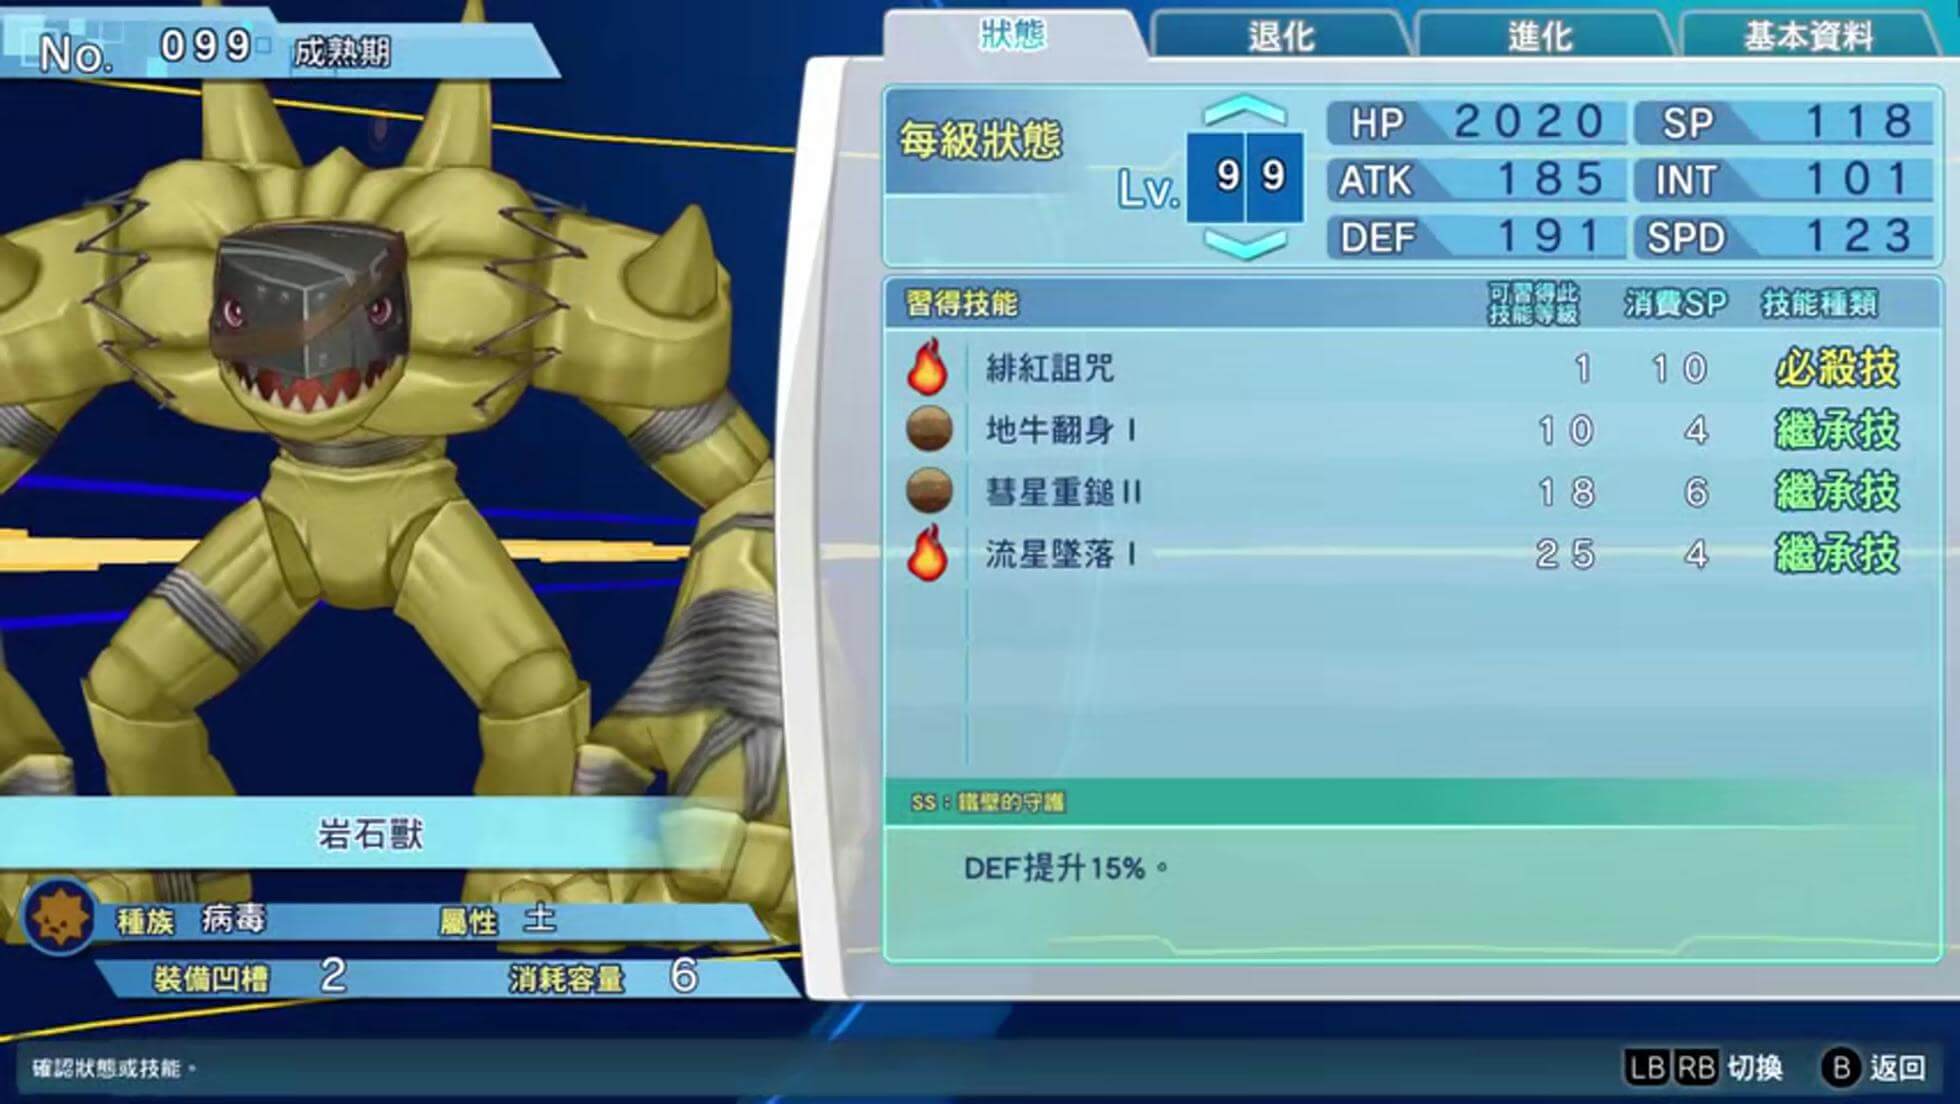 No. 099 成熟期
狀態 退化 進化 基本資料
每級狀態
Lv. 99
HP 2020 SP 118
ATK 185 INT 101
DEF 191 SPD 123
習得技能 可習得此技能等級 消費SP 技能種類
緋紅詛咒 1 10 必殺技
地牛翻身 I 10 4 繼承技
彗星重鎚 II 18 6 繼承技
流星墜落 I 25 4 繼承技
SS:鐵壁的守護
DEF提升15%。
岩石獸
種族 病毒 屬性 土
裝備凹槽 2 消耗容量 6
確認狀態或技能。
LB RB 切換 B 返回